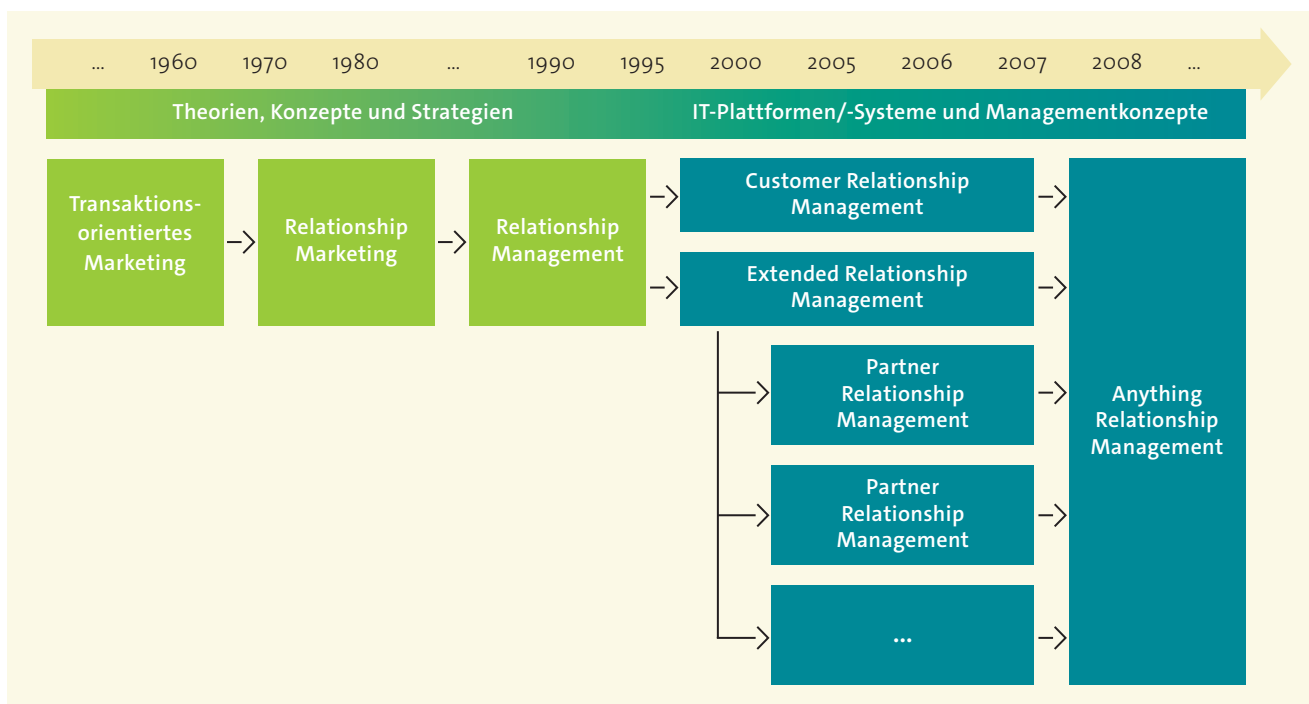 ... 1960 1970 1980 ... 1990 1995 2000 2005 2006 2007 2008 ...
Theorien, Konzepte und Strategien
IT-Plattformen/-Systeme und Managementkonzepte
Transaktions-
orientiertes
Marketing
Relationship
Marketing
Relationship
Management
Customer Relationship
Management
Extended Relationship
Management
Partner
Relationship
Management
Partner
Relationship
Management
...
Anything
Relationship
Management